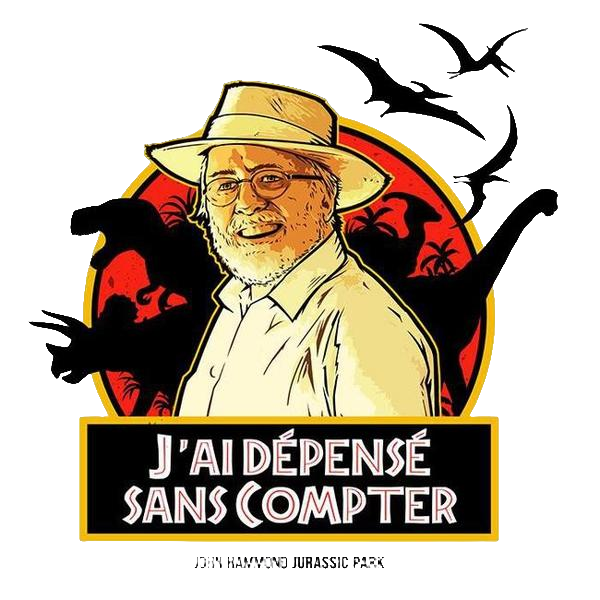 J'AI DÉPENSÉ
SANS COMPTER
JOHN HAMMOND JURASSIC PARK